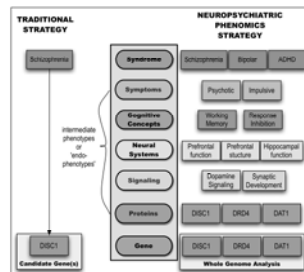 TRADITIONAL
STRATEGY
NEUROPSYCHIATRIC
PHENOMICS
STRATEGY
Schizophrenia
Syndrome
Schizophrenia
Bipolar
ADHD
Symptoms
Psychotic
Impulsive
Cognitive
Concepts
Working
Memory
Response
Inhibition
intermediate
phenotypes or
'endo-
phenotypes'
Neural
Systems
Prefrontal
function
Prefrontal
stucture
Hippocampal
function
Signaling
Dopamine
Signaling
Synaptic
Development
Proteins
DISC1
DRD4
DAT1
DISC1
Gene
DISC1
DRD4
DAT1
Candidate Gene(s)
Whole Genome Analysis